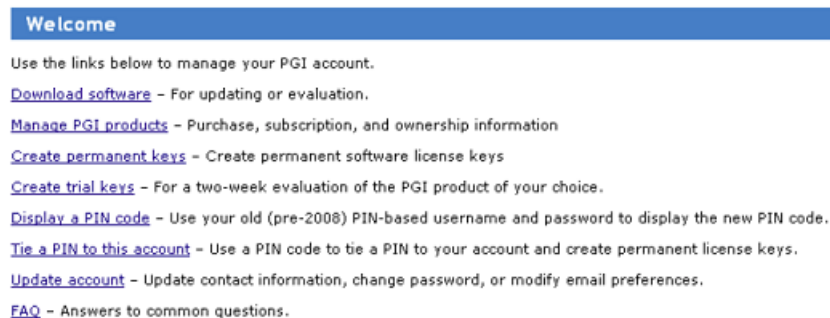 Welcome
Use the links below to manage your PGI account.
Download software – For updating or evaluation.
Manage PGI products – Purchase, subscription, and ownership information
Create permanent keys – Create permanent software license keys
Create trial keys – For a two-week evaluation of the PGI product of your choice.
Display a PIN code – Use your old (pre-2008) PIN-based username and password to display the new PIN code.
Tie a PIN to this account – Use a PIN code to tie a PIN to your account and create permanent license keys.
Update account – Update contact information, change password, or modify email preferences.
FAQ – Answers to common questions.